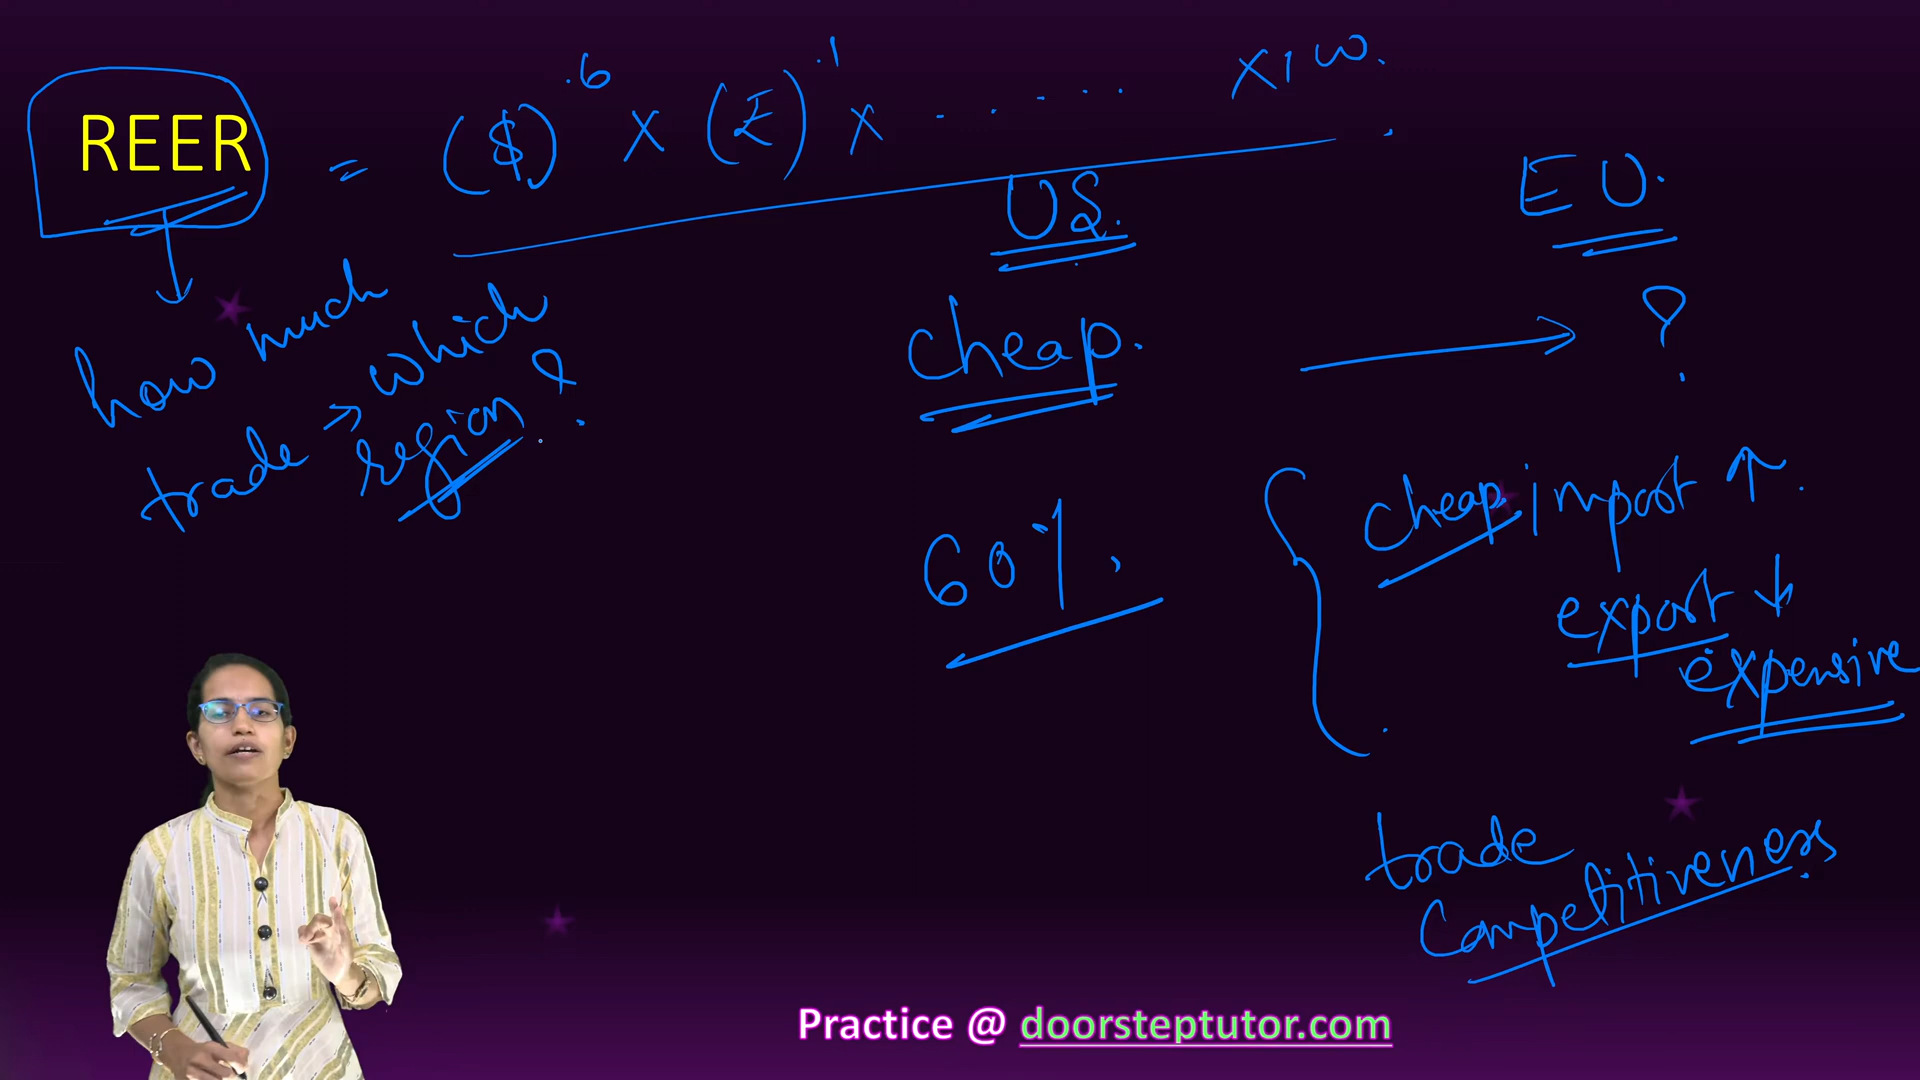 REER = ($)^.6 X (£)^.1 X ...... X, W.
US.
EU.
how much
trade → which
region?
cheap. → ?
60%.
cheap import ↑
export ↓
expensive
trade
Competitiveness
Practice @ doorsteptutor.com